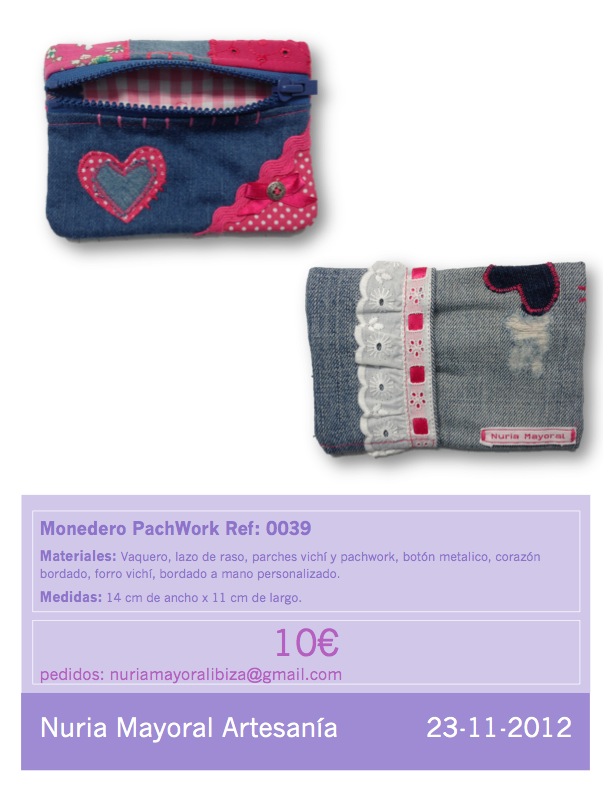 Nuria Mayoral
Monedero PachWork Ref: 0039
Materiales: Vaquero, lazo de raso, parches vichí y pachwork, botón metalico, corazón
bordado, forro vichí, bordado a mano personalizado.
Medidas: 14 cm de ancho x 11 cm de largo.
10€
pedidos: nuriamayoralibiza@gmail.com
Nuria Mayoral Artesanía 23-11-2012